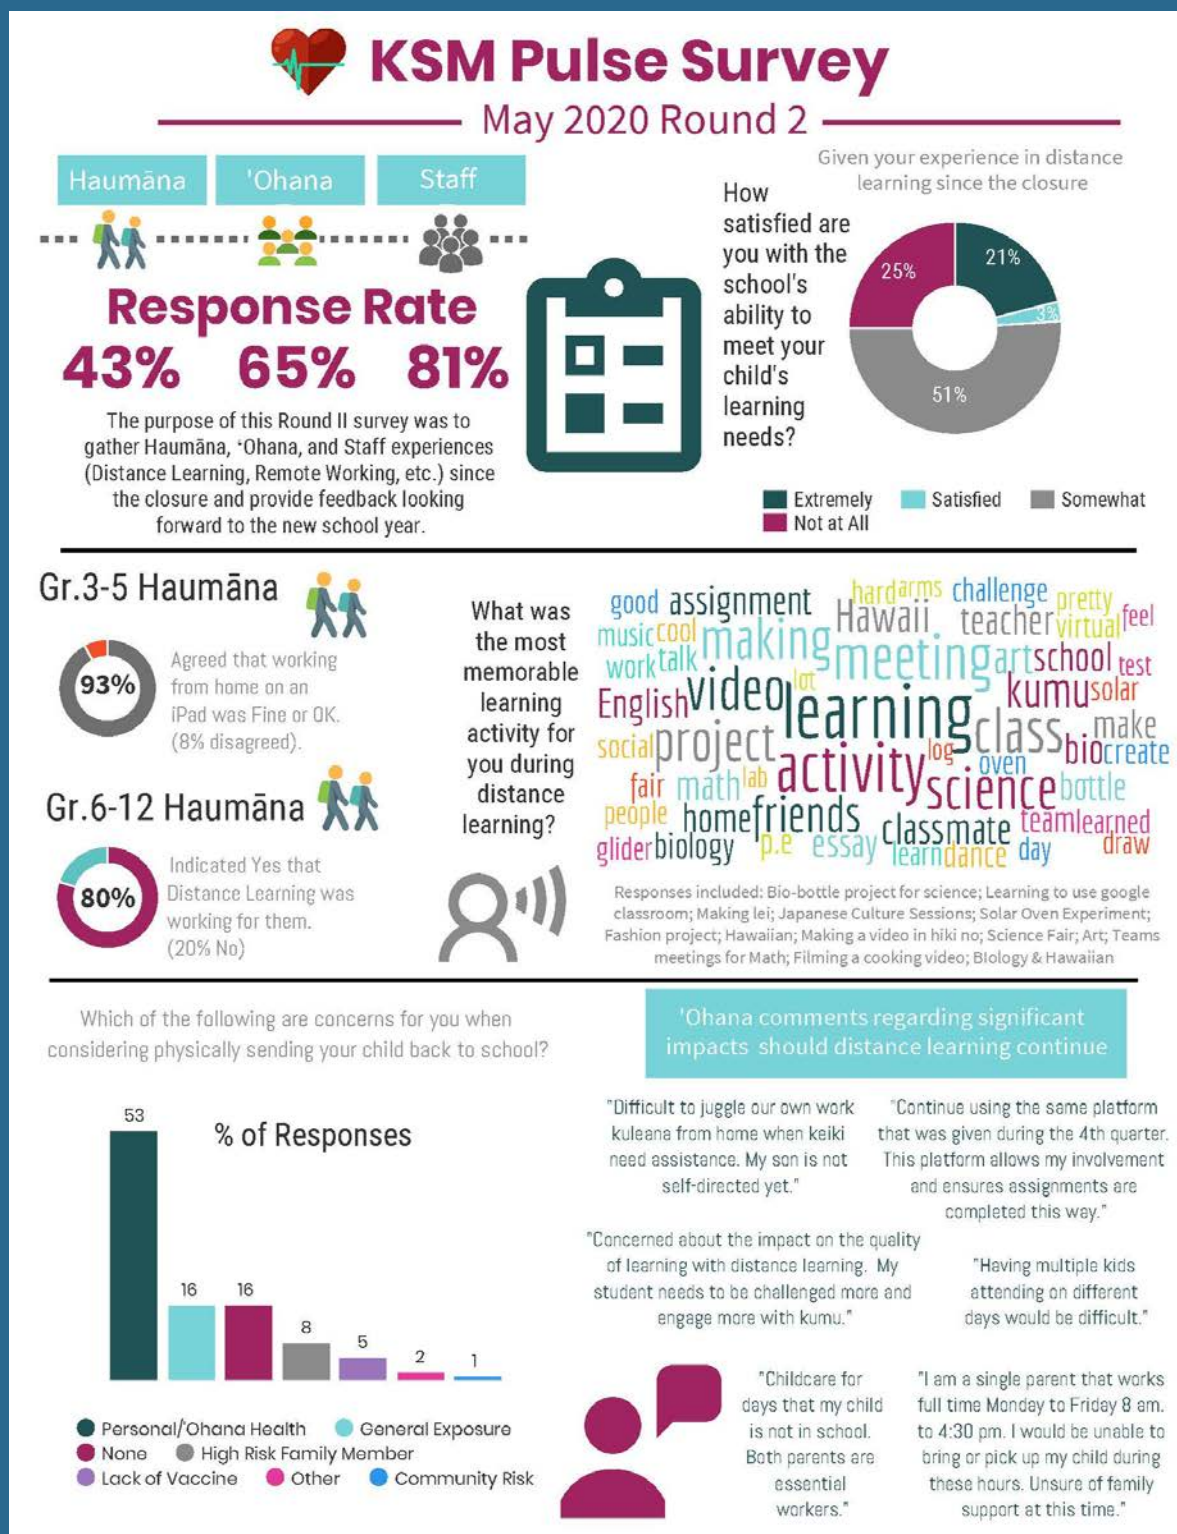 KSM Pulse Survey
May 2020 Round 2
Haumāna
'Ohana
Staff
Response Rate
43%
65%
81%
The purpose of this Round II survey was to
gather Haumāna, ʻOhana, and Staff experiences
(Distance Learning, Remote Working, etc.) since
the closure and provide feedback looking
forward to the new school year.
Given your experience in distance
learning since the closure
How
satisfied are
you with the
school's
ability to
meet your
child's
learning
needs?
21%
3%
51%
25%
Extremely
Satisfied
Somewhat
Not at All
Gr.3-5 Haumāna
93%
Agreed that working
from home on an
iPad was Fine or OK.
(8% disagreed).
Gr.6-12 Haumāna
80%
Indicated Yes that
Distance Learning was
working for them.
(20% No)
What was
the most
memorable
learning
activity for
you during
distance
learning?
good assignment hard arms challenge pretty
music cool making Hawaii teacher virtual feel
work talk meeting art school test
English video lot learning kumu solar
social project class make
log oven bio create
fair math lab activity science bottle
people home friends classmate team learned
glider biology p.e essay learn dance day draw
Responses included: Bio-bottle project for science; Learning to use google
classroom; Making lei; Japanese Culture Sessions; Solar Oven Experiment;
Fashion project; Hawaiian; Making a video in hiki no; Science Fair; Art; Teams
meetings for Math; Filming a cooking video; BIology & Hawaiian
Which of the following are concerns for you when
considering physically sending your child back to school?
% of Responses
53
16
16
8
5
2
1
Personal/'Ohana Health
General Exposure
None
High Risk Family Member
Lack of Vaccine
Other
Community Risk
'Ohana comments regarding significant
impacts should distance learning continue
"Difficult to juggle our own work
kuleana from home when keiki
need assistance. My son is not
self-directed yet."
"Continue using the same platform
that was given during the 4th quarter.
This platform allows my involvement
and ensures assignments are
completed this way."
"Concerned about the impact on the quality
of learning with distance learning. My
student needs to be challenged more and
engage more with kumu."
"Having multiple kids
attending on different
days would be difficult."
"Childcare for
days that my child
is not in school.
Both parents are
essential
workers."
"I am a single parent that works
full time Monday to Friday 8 am.
to 4:30 pm. I would be unable to
bring or pick up my child during
these hours. Unsure of family
support at this time."